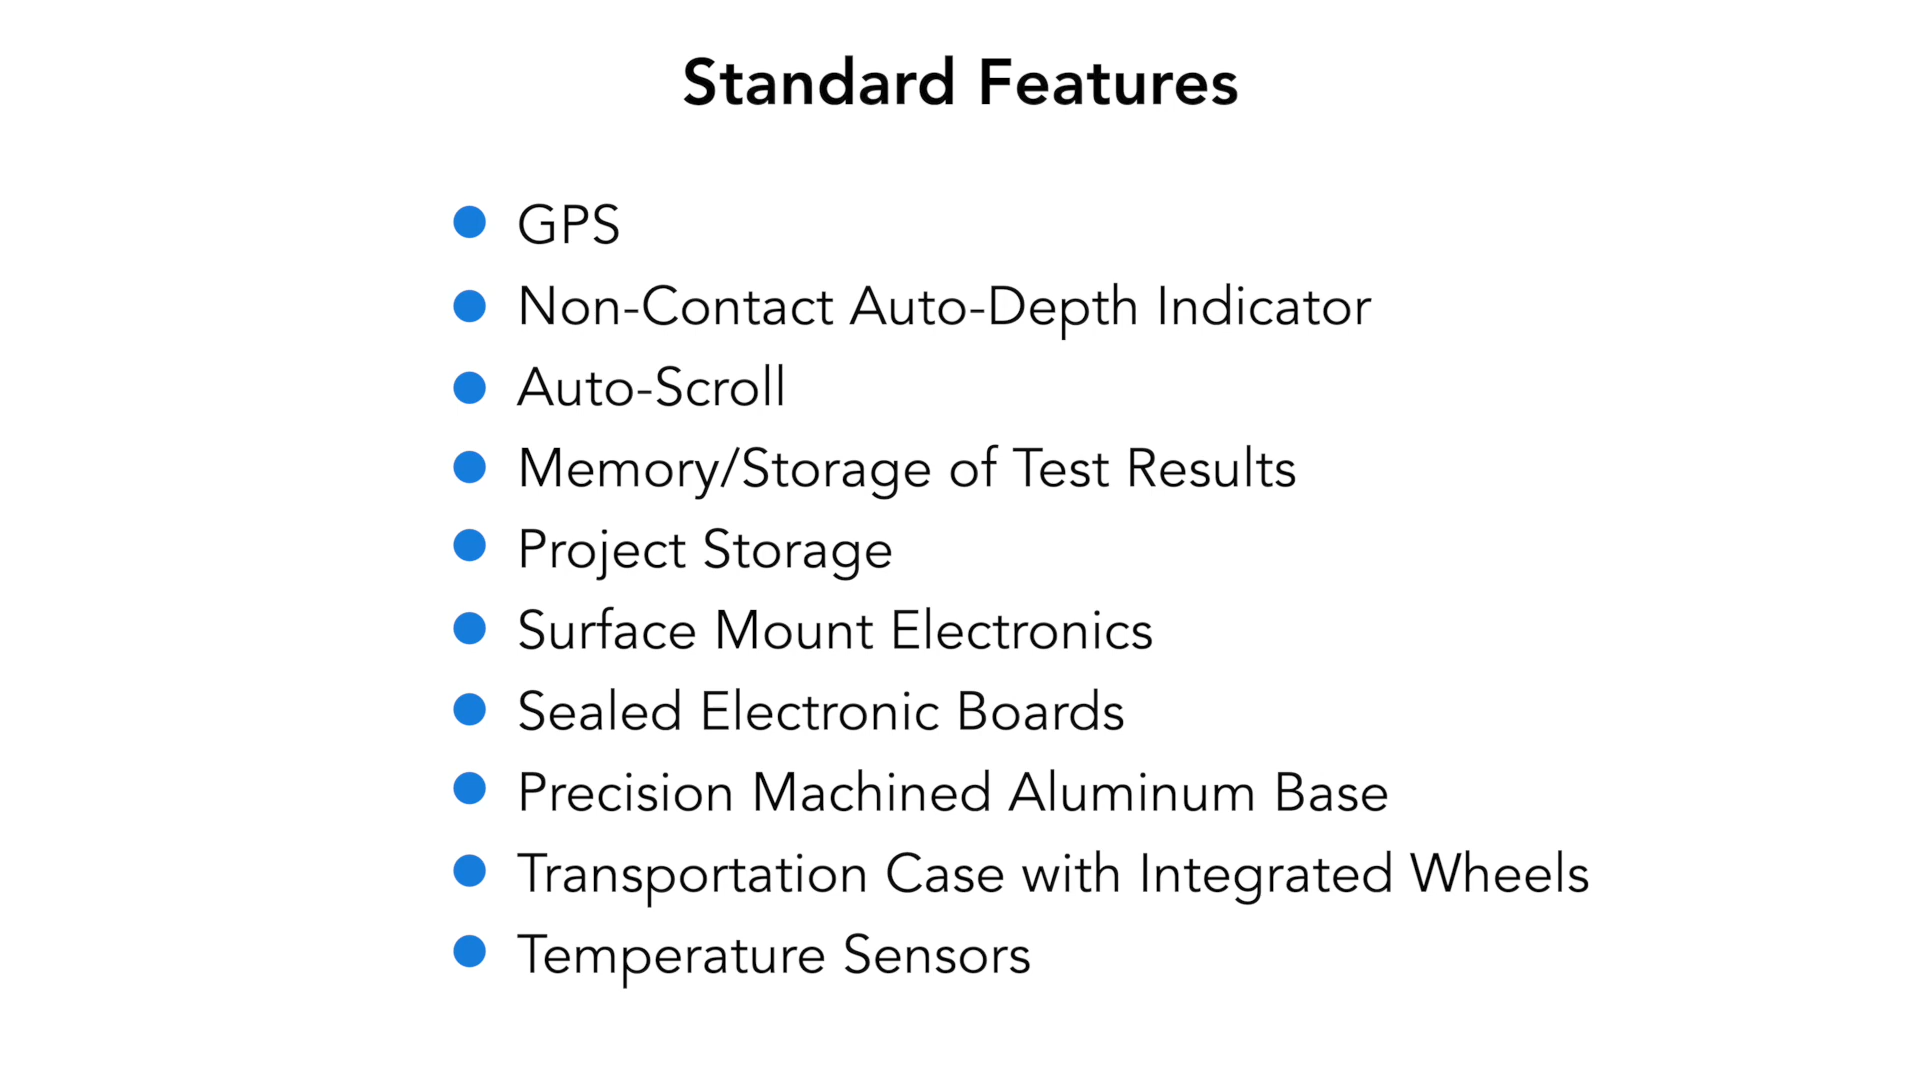 Standard Features
GPS
Non-Contact Auto-Depth Indicator
Auto-Scroll
Memory/Storage of Test Results
Project Storage
Surface Mount Electronics
Sealed Electronic Boards
Precision Machined Aluminum Base
Transportation Case with Integrated Wheels
Temperature Sensors